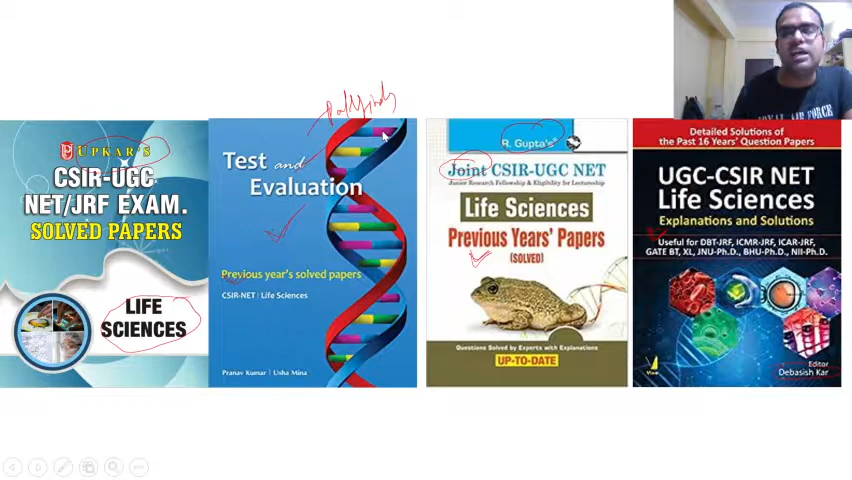 UPKAR'S
CSIR-UGC
NET/JRF EXAM.
SOLVED PAPERS
LIFE
SCIENCES
Pathfinder
Test and
Evaluation
Previous year's solved papers
CSIR-NET | Life Sciences
Pranav Kumar | Usha Mina
R. Gupta's®
Joint CSIR-UGC NET
Junior Research Fellowship & Eligibility for Lectureship
Life Sciences
Previous Years' Papers
(SOLVED)
Questions Solved by Experts with Explanations
UP-TO-DATE
Detailed Solutions of
the Past 16 Years' Question Papers
UGC-CSIR NET
Life Sciences
Explanations and Solutions
Useful for DBT-JRF, ICMR-JRF, ICAR-JRF,
GATE BT, XL, JNU-Ph.D., BHU-Ph.D., NII-Ph.D.
Viva
Editor
Debasish Kar
AIR FORCE